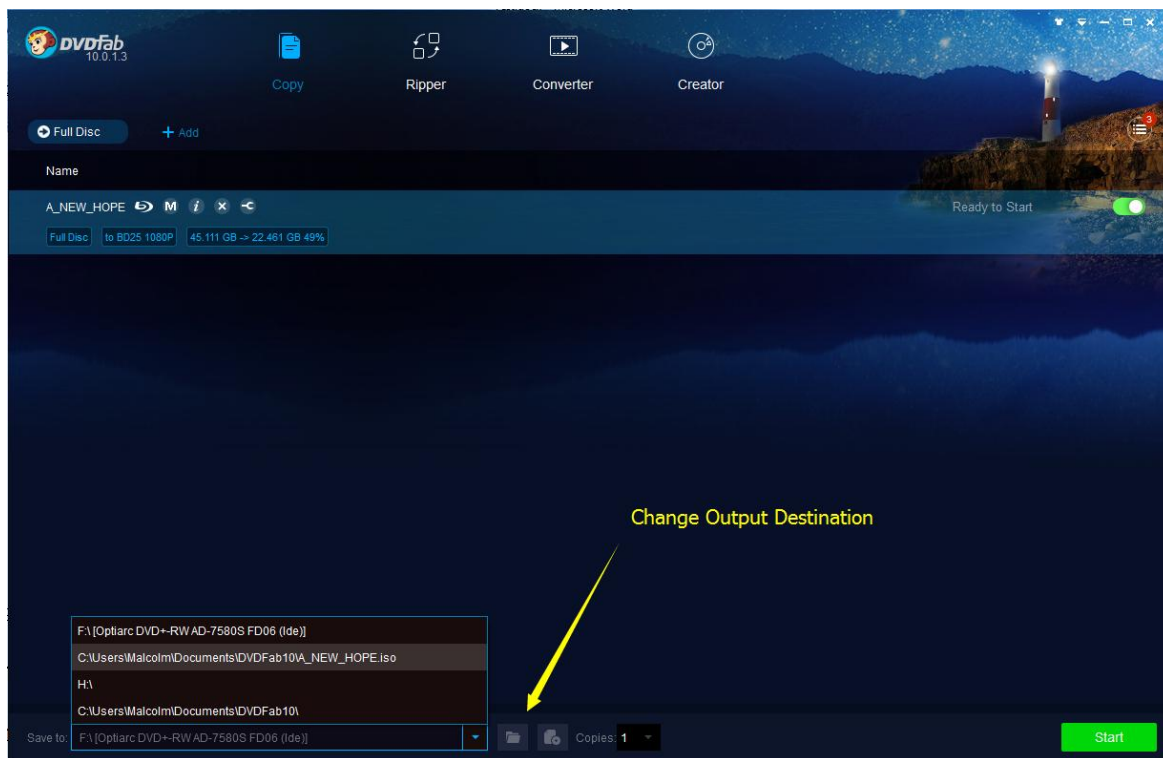 DVDFab
10.0.1.3
Copy
Ripper
Converter
Creator
Full Disc
+ Add
3
Name
A_NEW_HOPE M i
Ready to Start
Full Disc to BD25 1080P 45.111 GB -> 22.461 GB 49%
Change Output Destination
F:\ [Optiarc DVD+-RW AD-7580S FD06 (Ide)]
C:\Users\Malcolm\Documents\DVDFab10\A_NEW_HOPE.iso
H:\
C:\Users\Malcolm\Documents\DVDFab10\
Save to: F:\ [Optiarc DVD+-RW AD-7580S FD06 (Ide)]
Copies: 1
Start